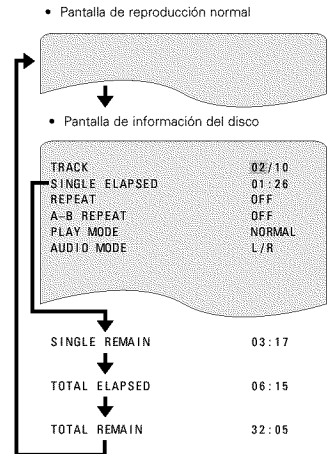 • Pantalla de reproducción normal
• Pantalla de información del disco
TRACK 02/10
SINGLE ELAPSED 01:26
REPEAT OFF
A-B REPEAT OFF
PLAY MODE NORMAL
AUDIO MODE L/R
SINGLE REMAIN 03:17
TOTAL ELAPSED 06:15
TOTAL REMAIN 32:05